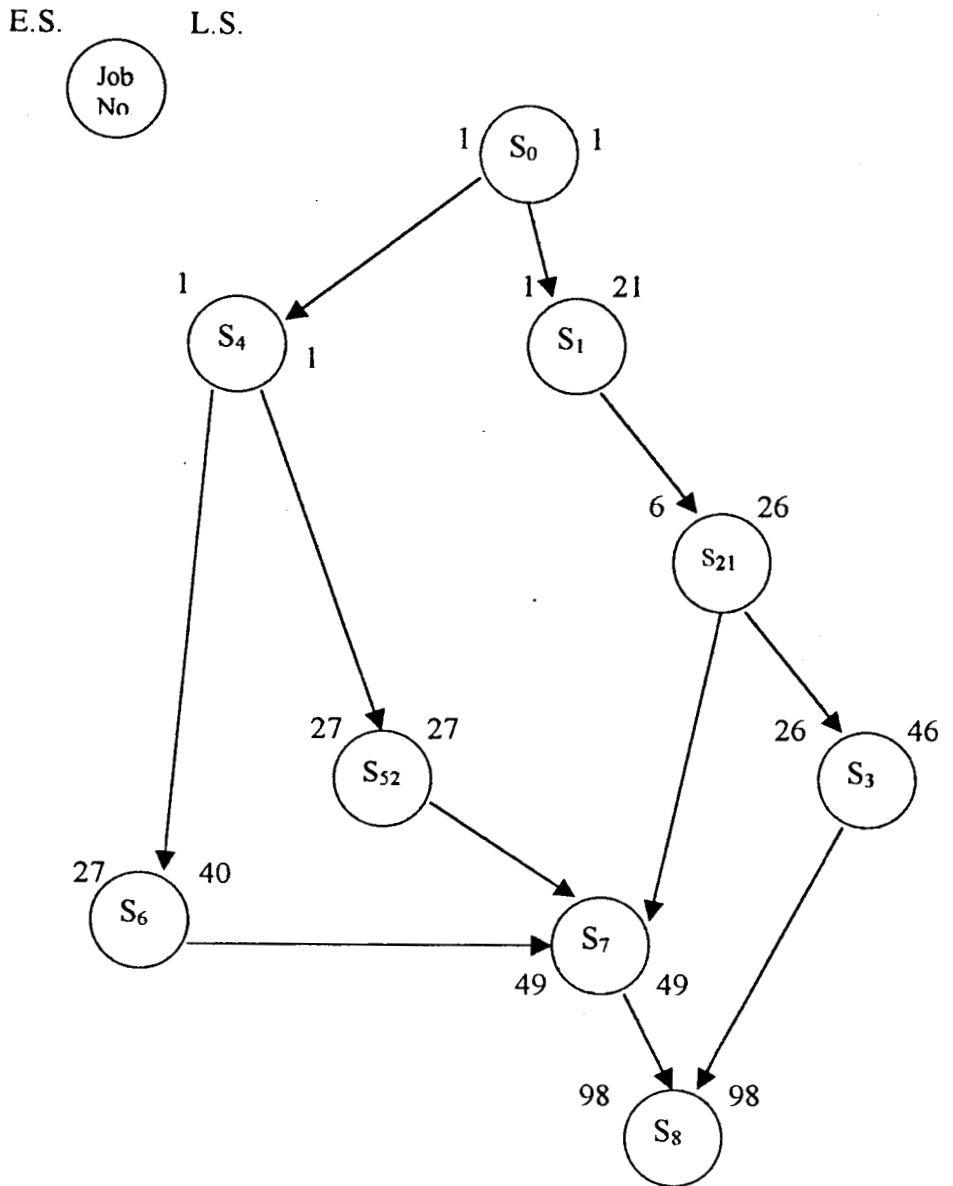 E.S. L.S.
Job
No.
1 S₀ 1
1
S₄
1
1 21
S₁
6 26
S₂₁
27 27
S₅₂
26 46
S₃
27 40
S₆
S₇
49 49
98 98
S₈